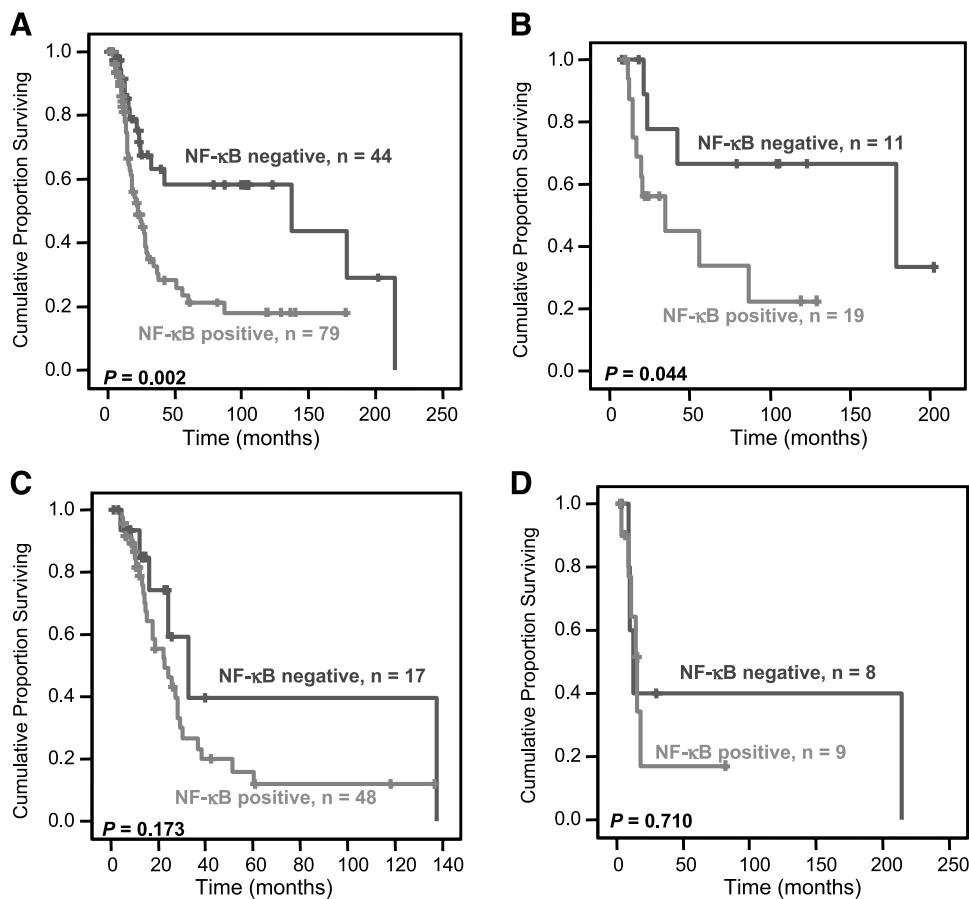 A
Cumulative Proportion Surviving
1.0
0.8
0.6
0.4
0.2
0.0
NF-κB negative, n = 44
NF-κB positive, n = 79
P = 0.002
0 50 100 150 200 250
Time (months)
B
Cumulative Proportion Surviving
1.0
0.8
0.6
0.4
0.2
0.0
NF-κB negative, n = 11
NF-κB positive, n = 19
P = 0.044
0 50 100 150 200
Time (months)
C
Cumulative Proportion Surviving
1.0
0.8
0.6
0.4
0.2
0.0
NF-κB negative, n = 17
NF-κB positive, n = 48
P = 0.173
0 20 40 60 80 100 120 140
Time (months)
D
Cumulative Proportion Surviving
1.0
0.8
0.6
0.4
0.2
0.0
NF-κB negative, n = 8
NF-κB positive, n = 9
P = 0.710
0 50 100 150 200 250
Time (months)